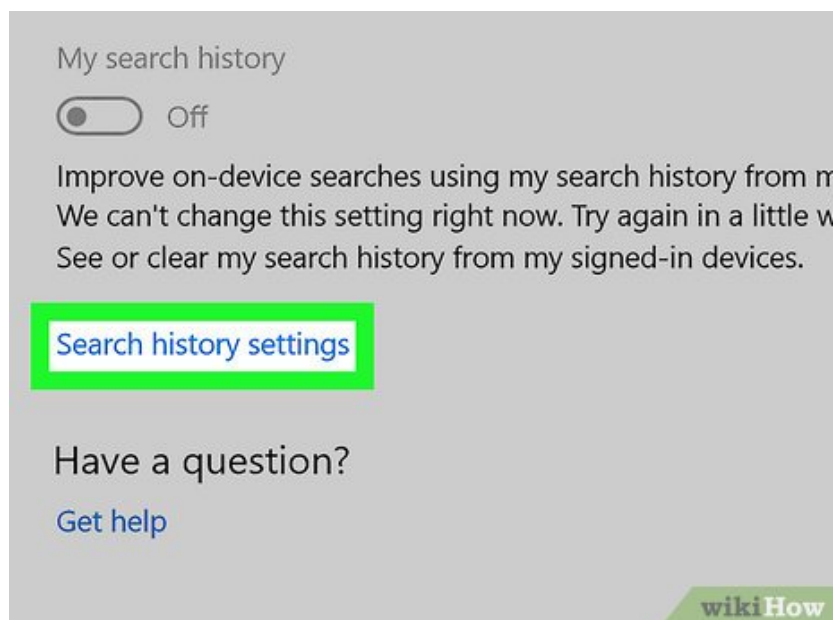 My search history
Off
Improve on-device searches using my search history from
We can't change this setting right now. Try again in a little
See or clear my search history from my signed-in devices.
Search history settings
Have a question?
Get help
wikiHow